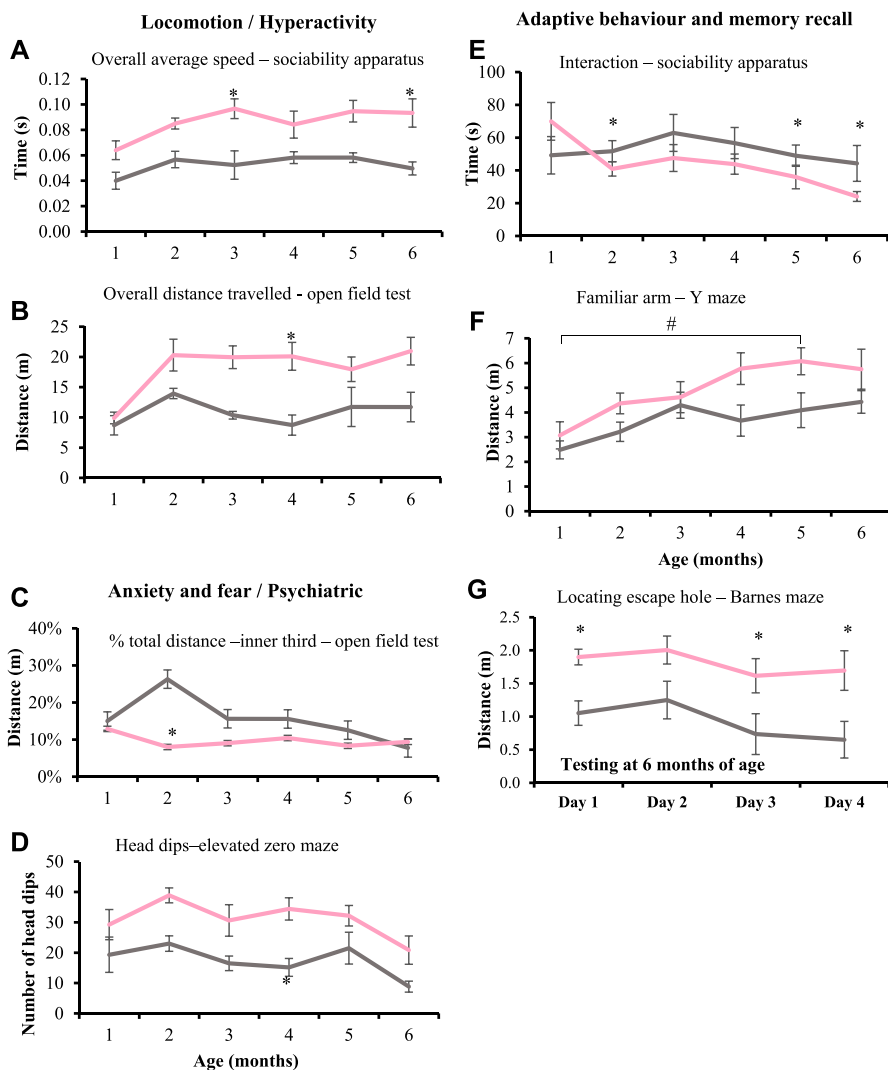 Locomotion / Hyperactivity
A
Overall average speed – sociability apparatus
Time (s)
0.12
0.10
0.08
0.06
0.04
0.02
0.00
*
*
1 2 3 4 5 6
B
Overall distance travelled - open field test
Distance (m)
25
20
15
10
5
0
*
1 2 3 4 5 6
C
Anxiety and fear / Psychiatric
% total distance –inner third – open field test
Distance (m)
40%
30%
20%
10%
0%
*
1 2 3 4 5 6
D
Head dips–elevated zero maze
Number of head dips
50
40
30
20
10
0
*
1 2 3 4 5 6
Age (months)
Adaptive behaviour and memory recall
E
Interaction – sociability apparatus
Time (s)
100
80
60
40
20
0
* * *
1 2 3 4 5 6
F
Familiar arm – Y maze
Distance (m)
7
6
5
4
3
2
1
0
#
1 2 3 4 5 6
Age (months)
G
Locating escape hole – Barnes maze
Distance (m)
2.5
2.0
1.5
1.0
0.5
0.0
* * *
Testing at 6 months of age
Day 1 Day 2 Day 3 Day 4